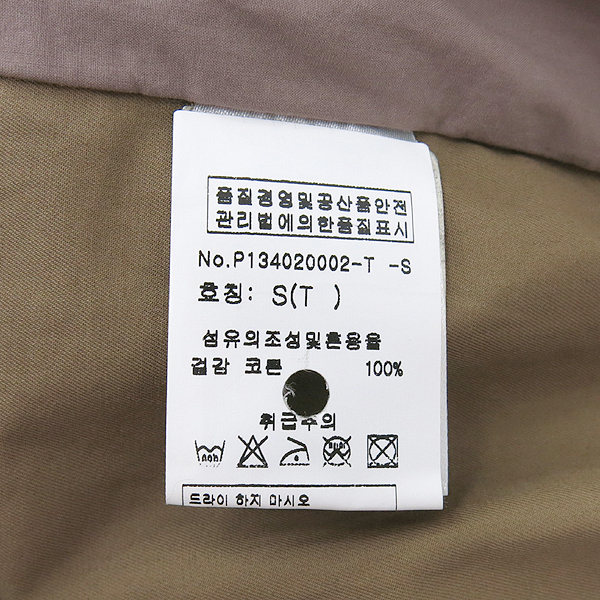 품질경영및공산품안전
관리법에의한품질표시
No.P134020002-T -S
호칭: S(T )
섬유의조성및혼용율
겉감 코튼 100%
취급주의
드라이 하지 마시오